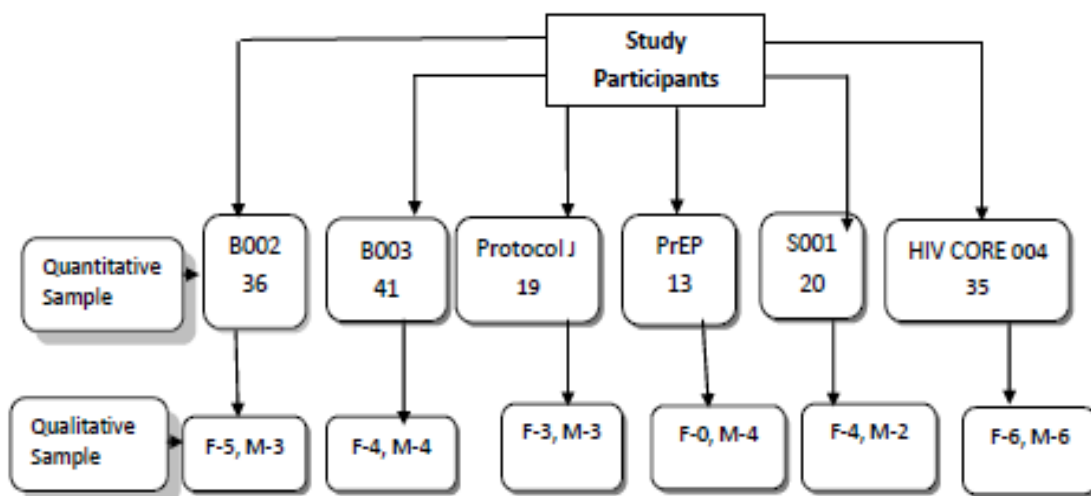 Study
Participants
Quantitative
Sample
B002
36
B003
41
Protocol J
19
PrEP
13
S001
20
HIV CORE 004
35
Qualitative
Sample
F-5, M-3
F-4, M-4
F-3, M-3
F-0, M-4
F-4, M-2
F-6, M-6